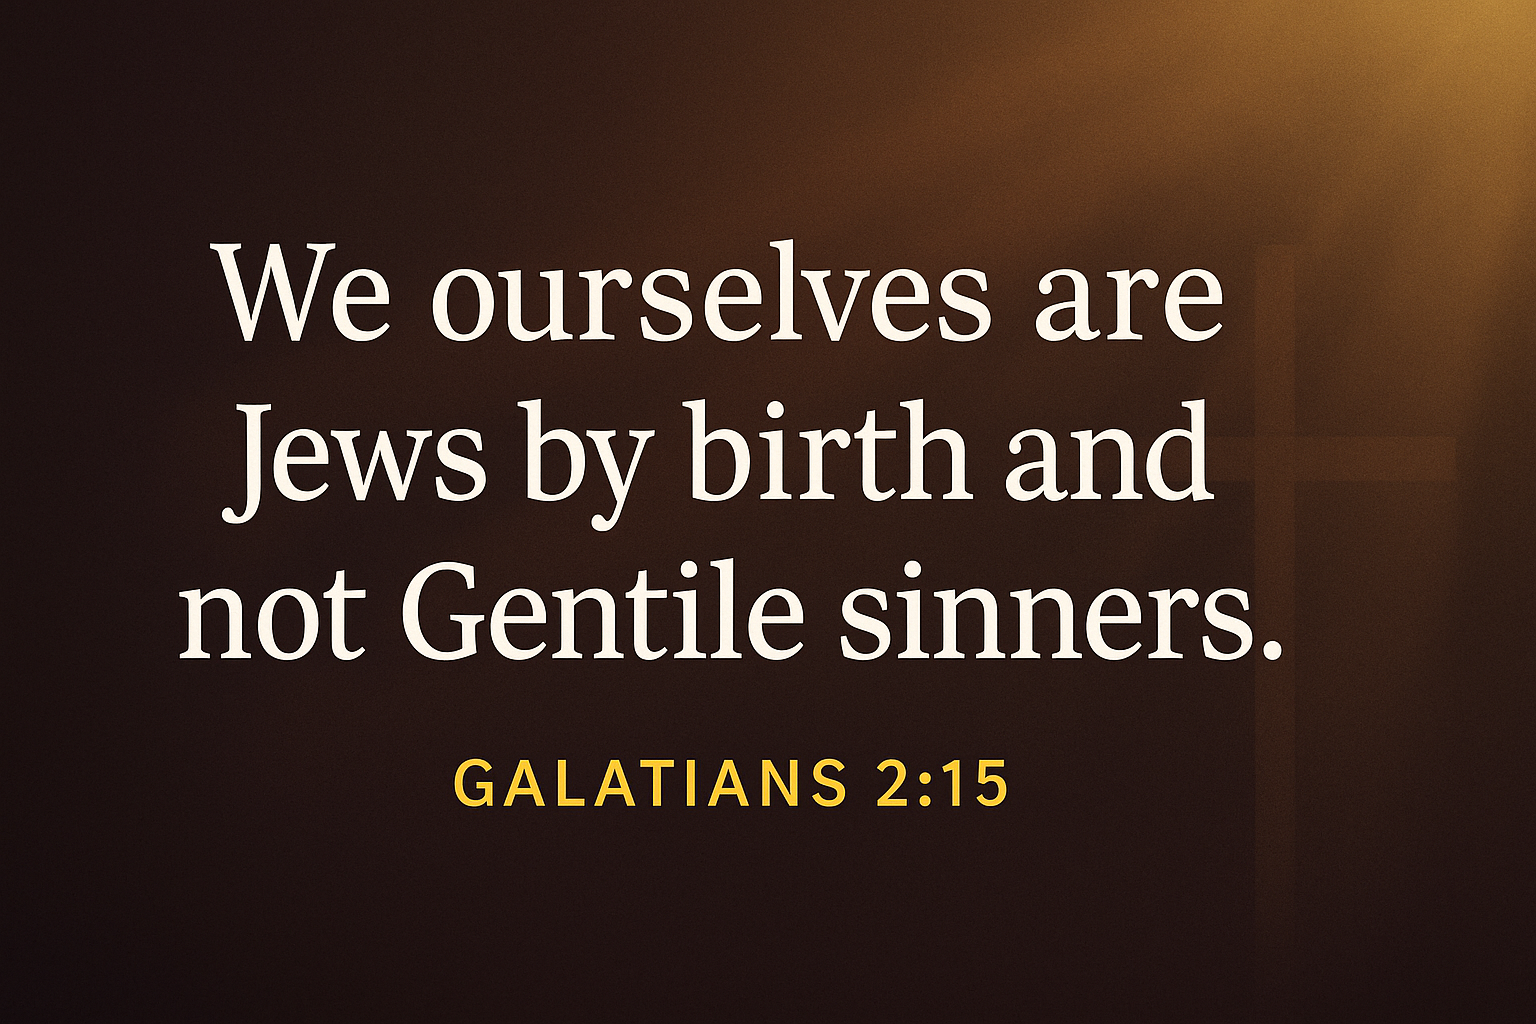 We ourselves are
Jews by birth and
not Gentile sinners.
GALATIANS 2:15